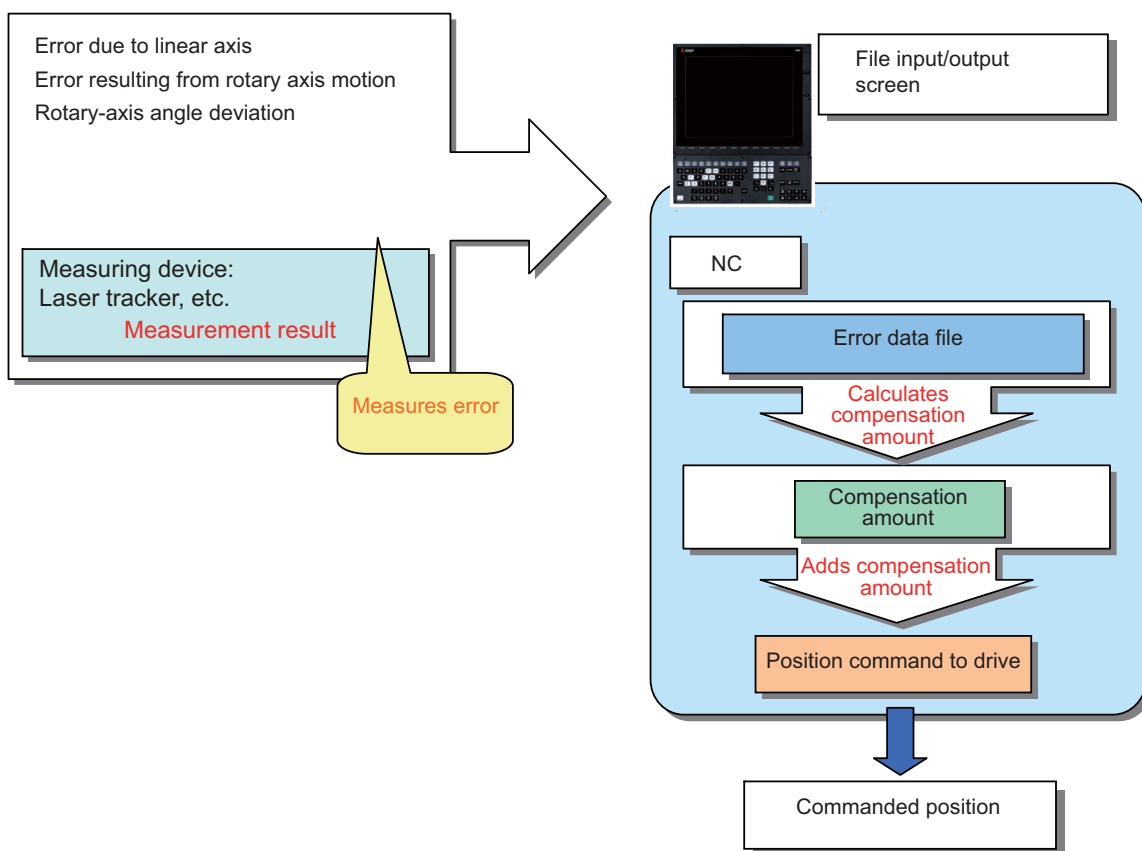 Error due to linear axis
Error resulting from rotary axis motion
Rotary-axis angle deviation
Measuring device:
Laser tracker, etc.
Measurement result
Measures error
File input/output
screen
NC
Error data file
Calculates
compensation
amount
Compensation
amount
Adds compensation
amount
Position command to drive
Commanded position